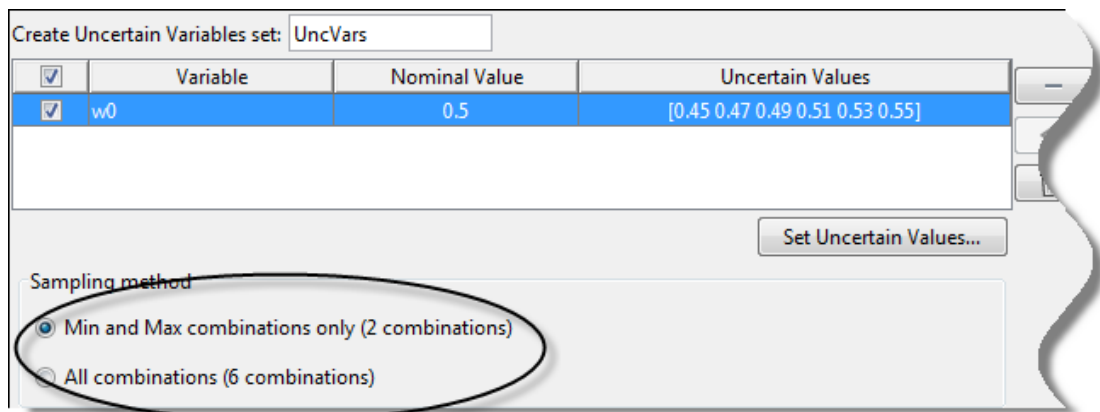 Create Uncertain Variables set: UncVars
Variable Nominal Value Uncertain Values
w0 0.5 [0.45 0.47 0.49 0.51 0.53 0.55]
Set Uncertain Values...
Sampling method
Min and Max combinations only (2 combinations)
All combinations (6 combinations)